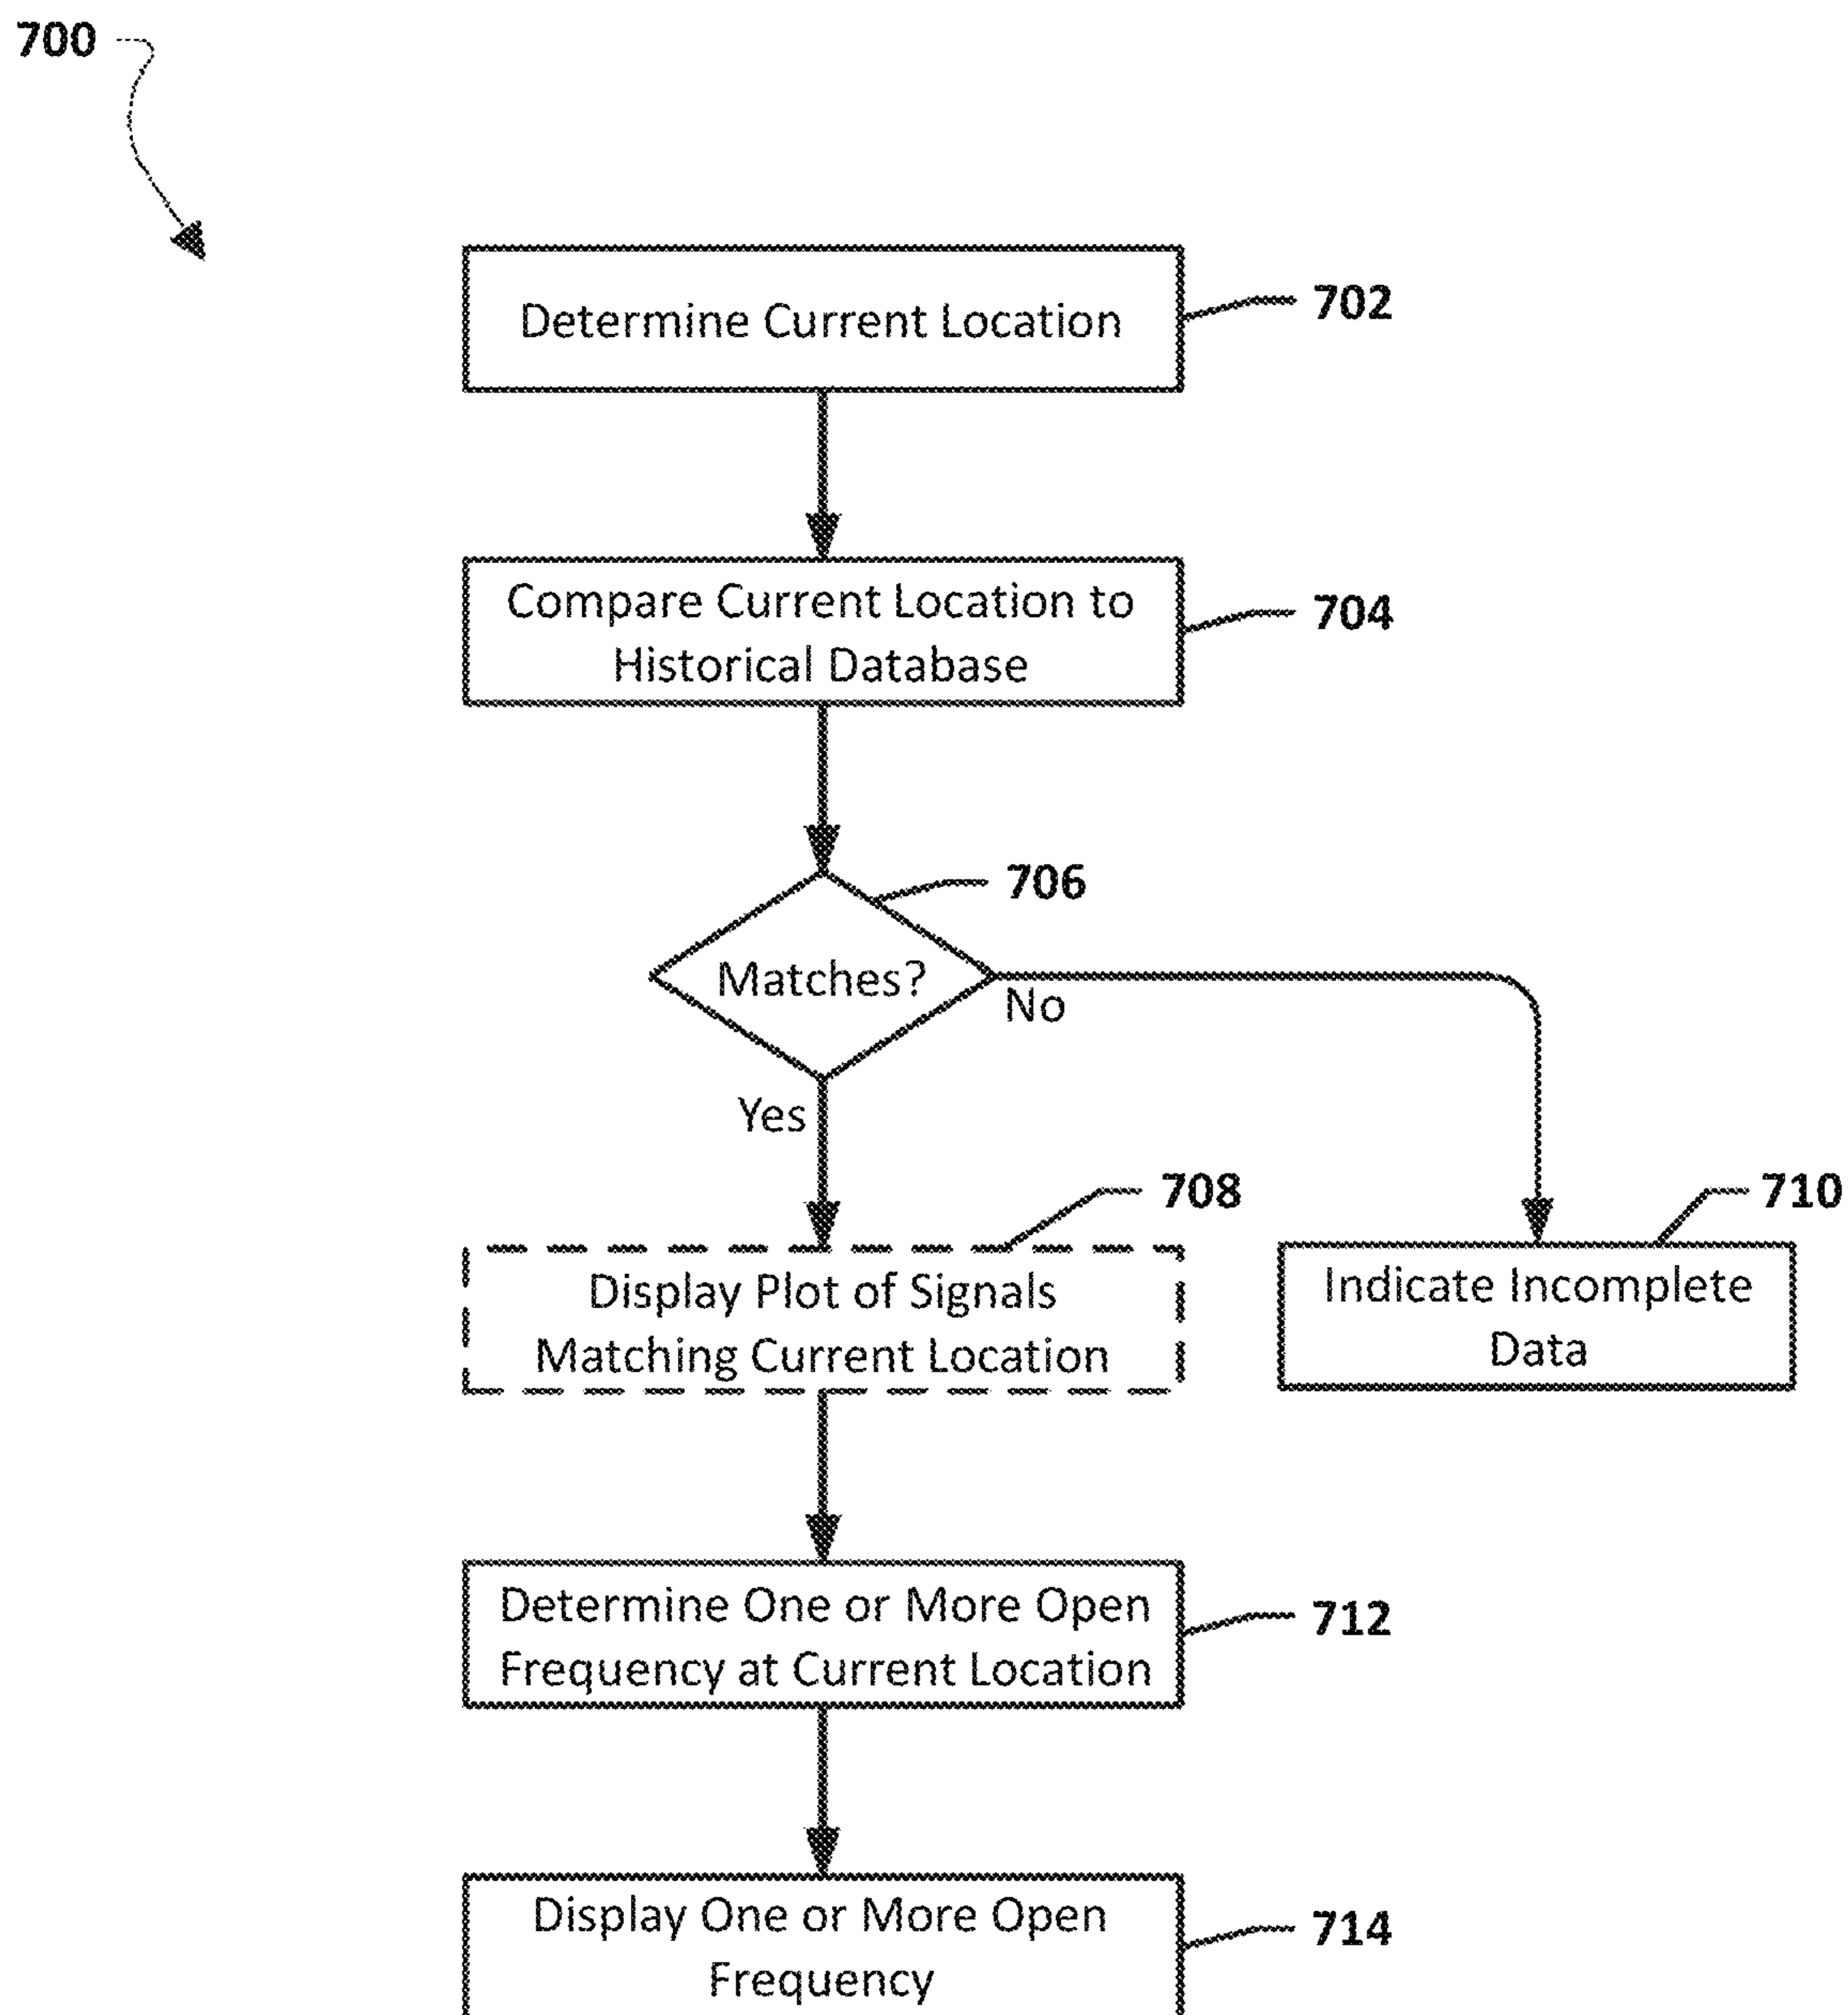 700
Determine Current Location
702
Compare Current Location to
Historical Database
704
706
Matches?
No
Yes
708
710
Display Plot of Signals
Matching Current Location
Indicate Incomplete
Data
Determine One or More Open
Frequency at Current Location
712
Display One or More Open
Frequency
714